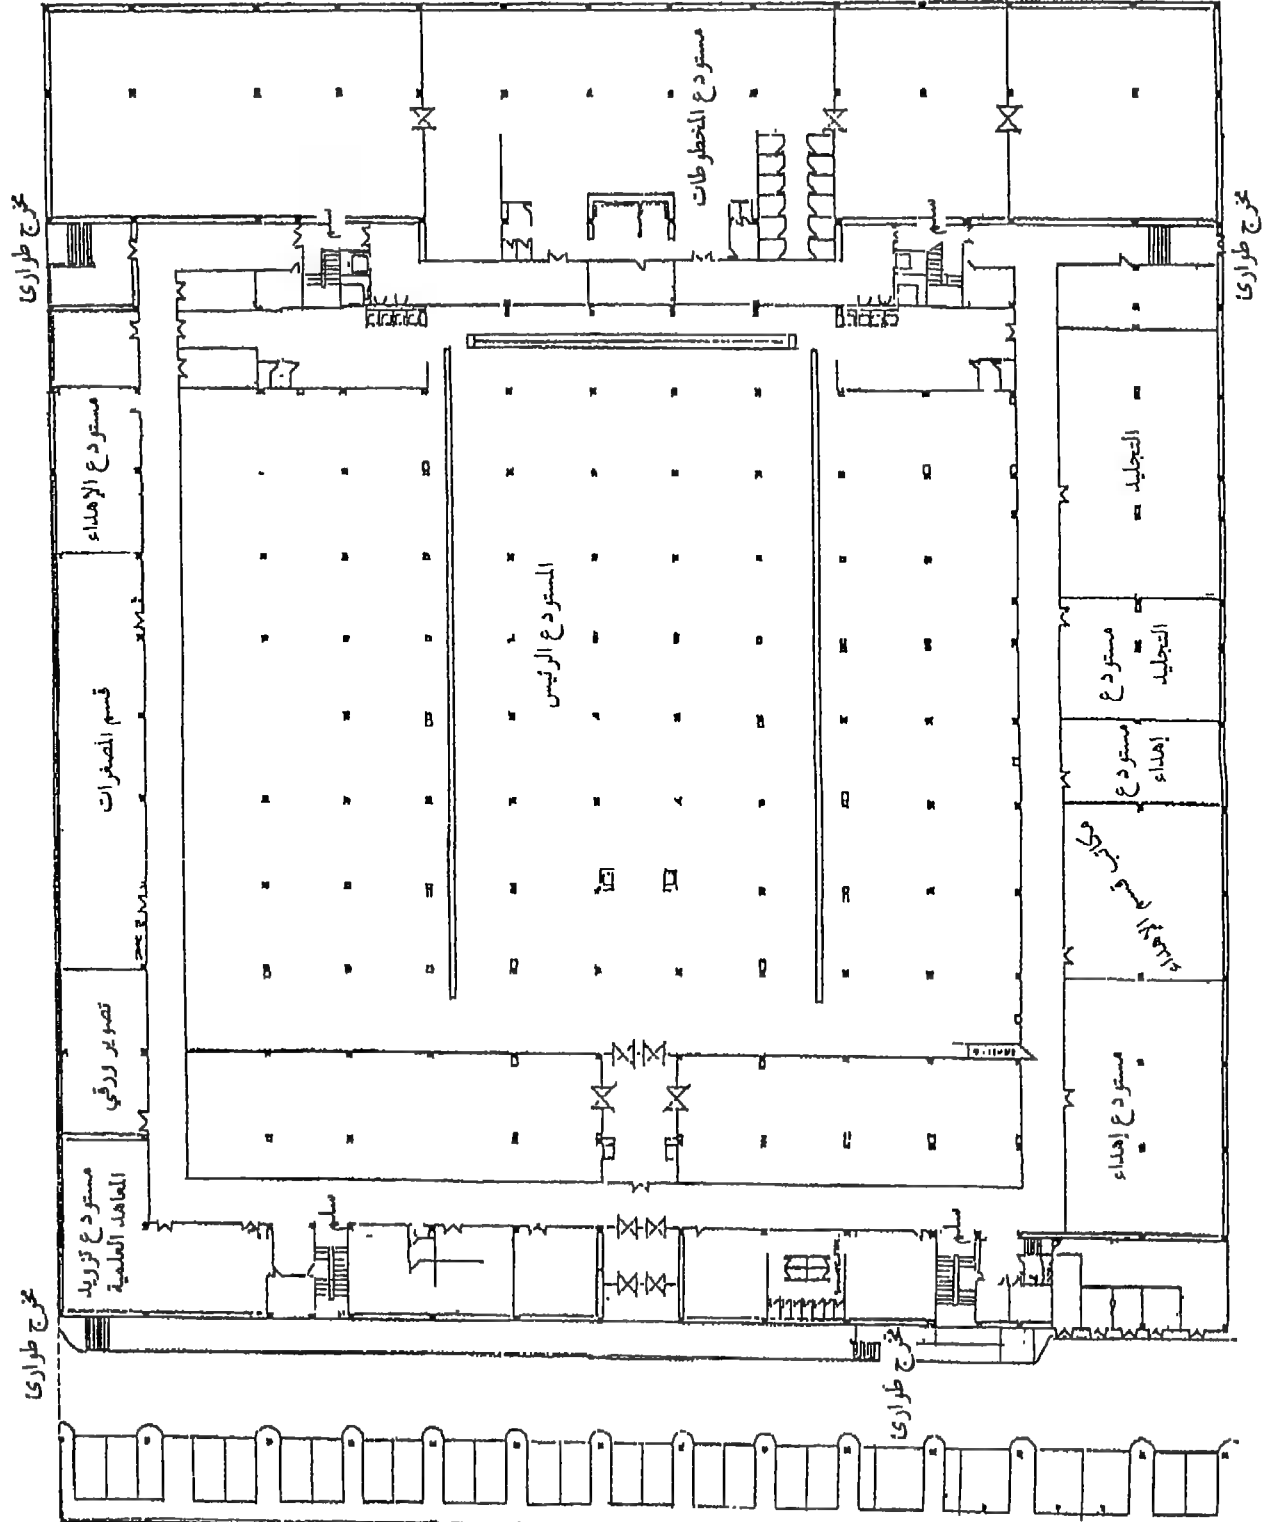 مستودع المخطوطات
مخرج طوارئ
مخرج طوارئ
مستودع الإهداء
التجليد
المستودع الرئيس
قسم المصغرات
مستودع
التجليد
مستودع
إهداء
مكاتب قسم الإهداء
تصوير ورقي
مستودع إهداء
مستودع تزويد
المعاهد العلمية
سلم
سلم
سلم
سلم
مخرج طوارئ
مخرج طوارئ